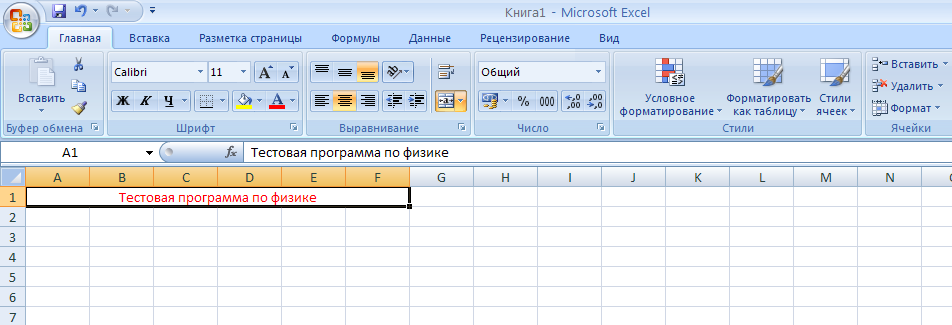 Книга1 - Microsoft Excel
Главная Вставка Разметка страницы Формулы Данные Рецензирование Вид
Вставить
Буфер обмена
Calibri 11 A A
Ж К Ч А
Шрифт
Выравнивание
Общий
% 000 ,00 ,0
Число
Условное форматирование
Форматировать как таблицу
Стили ячеек
Стили
Вставить
Удалить
Формат
Ячейки
A1 fx Тестовая программа по физике
A B C D E F G H I J K L M N
1 Тестовая программа по физике
2
3
4
5
6
7